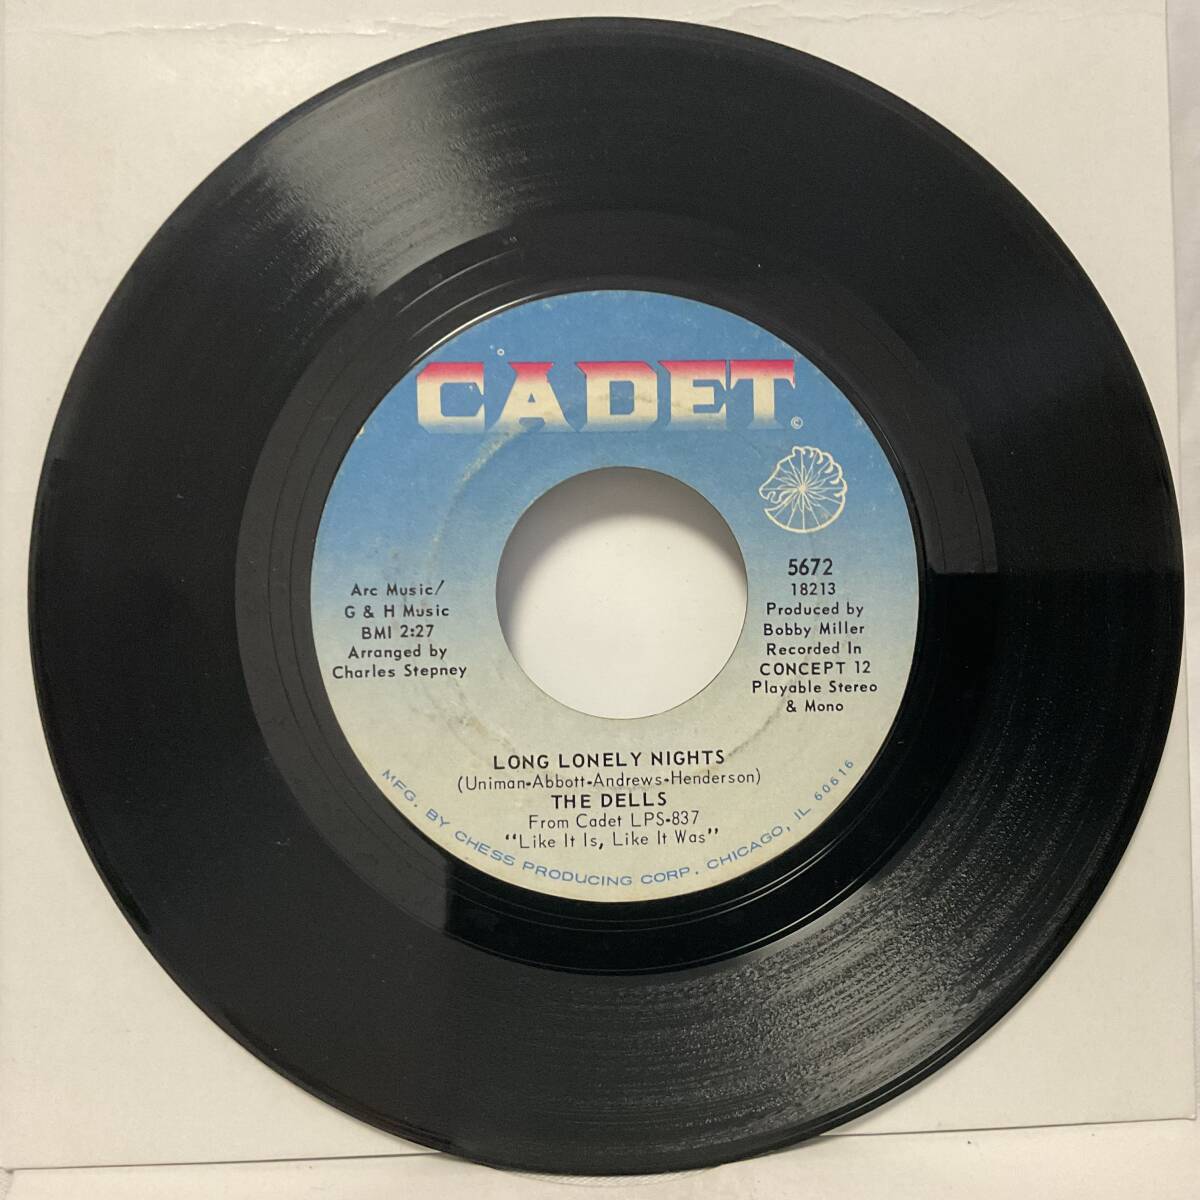 CADET
©
Arc Music/
G & H Music
BMI 2:27
Arranged by
Charles Stepney
5672
18213
Produced by
Bobby Miller
Recorded In
CONCEPT 12
Playable Stereo
& Mono
LONG LONELY NIGHTS
(Uniman-Abbott-Andrews-Henderson)
THE DELLS
From Cadet LPS-837
"Like It Is, Like It Was"
MFG. BY CHESS PRODUCING CORP. CHICAGO, IL 60616